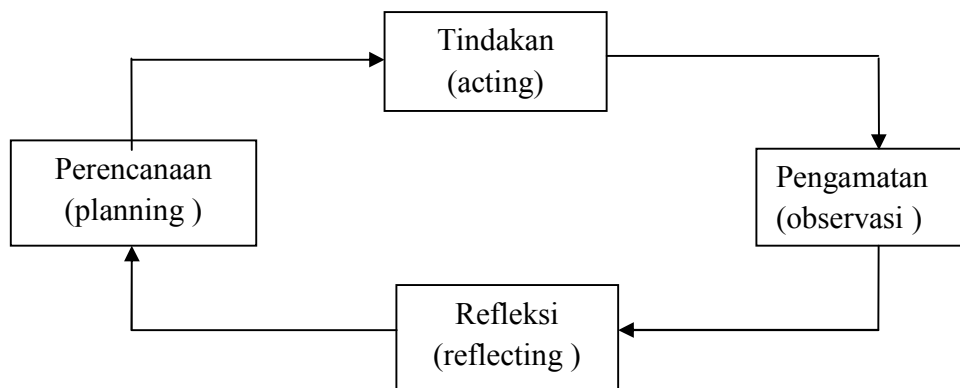 Tindakan
(acting)
Perencanaan
(planning )
Pengamatan
(observasi )
Refleksi
(reflecting )